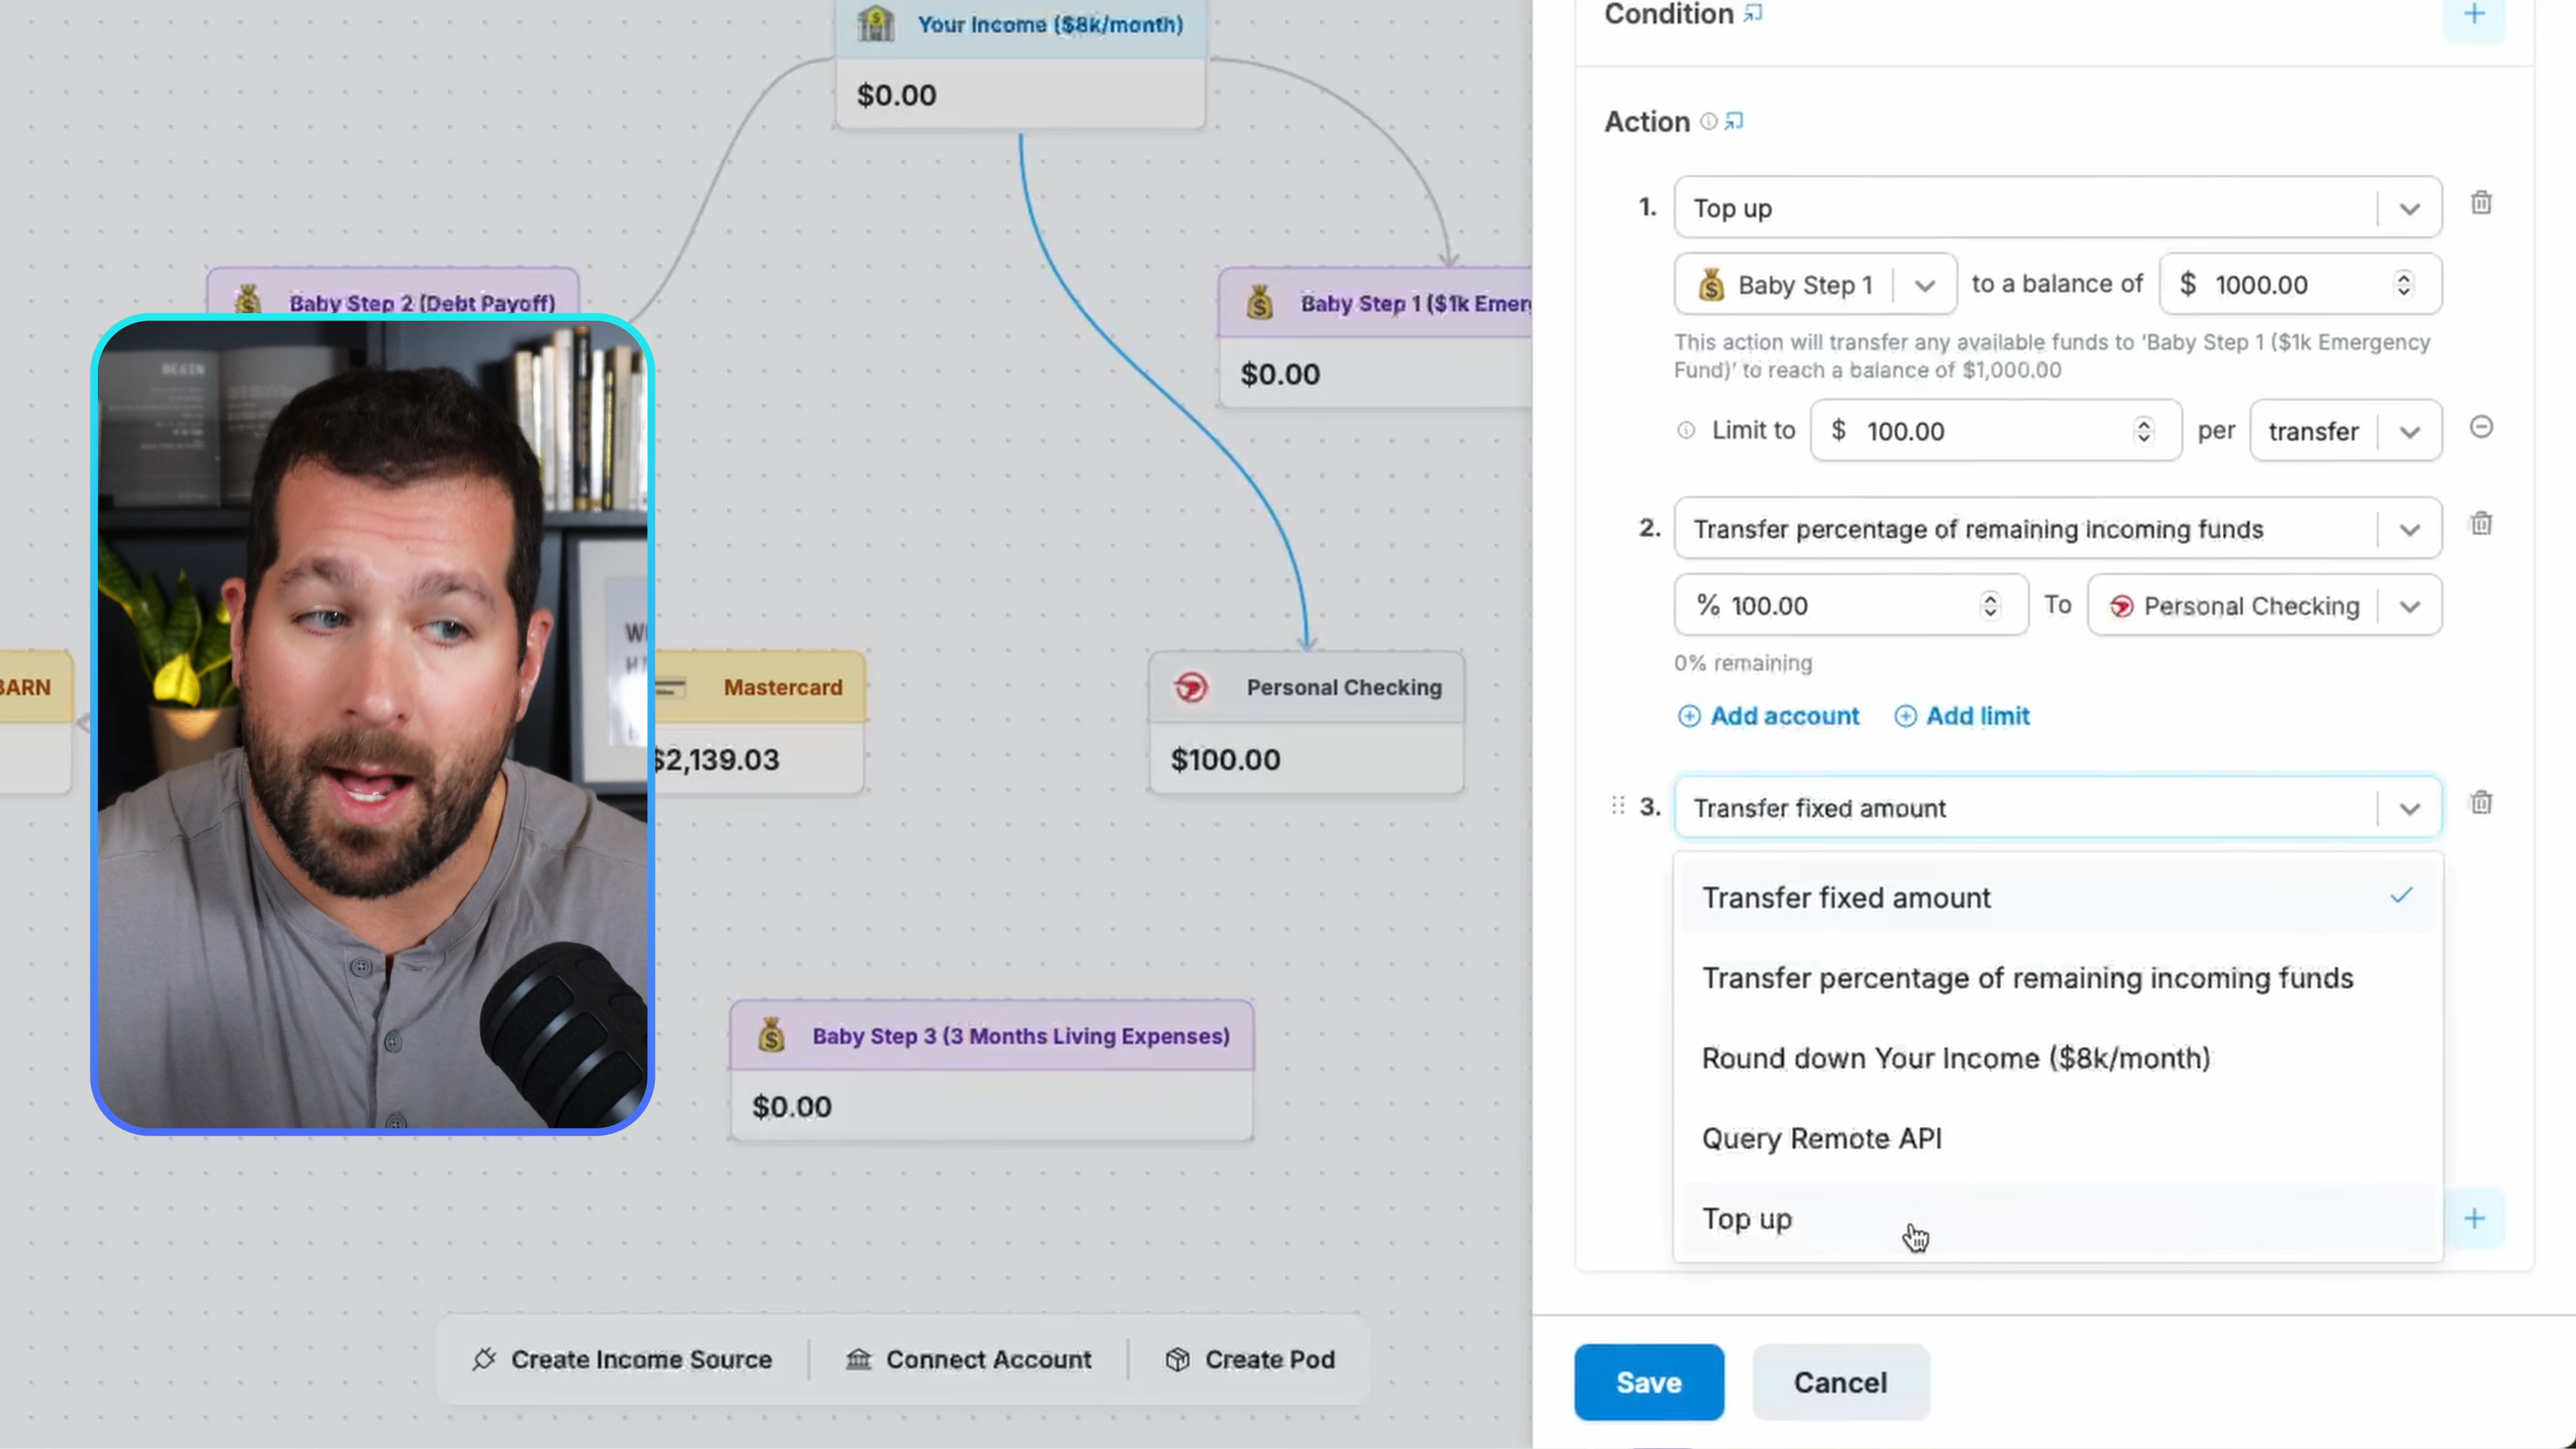 Your Income ($8k/month)
$0.00
Baby Step 2 (Debt Payoff)
Baby Step 1 ($1k Emer
$0.00
BEGIN
BARN
Mastercard
$2,139.03
Personal Checking
$100.00
Baby Step 3 (3 Months Living Expenses)
$0.00
Create Income Source
Connect Account
Create Pod
Condition
Action
1. Top up
Baby Step 1 to a balance of $ 1000.00
This action will transfer any available funds to ‘Baby Step 1 ($1k Emergency
Fund)’ to reach a balance of $1,000.00
Limit to $ 100.00 per transfer
2. Transfer percentage of remaining incoming funds
% 100.00 To Personal Checking
0% remaining
Add account Add limit
3. Transfer fixed amount
Transfer fixed amount
Transfer percentage of remaining incoming funds
Round down Your Income ($8k/month)
Query Remote API
Top up
Save Cancel